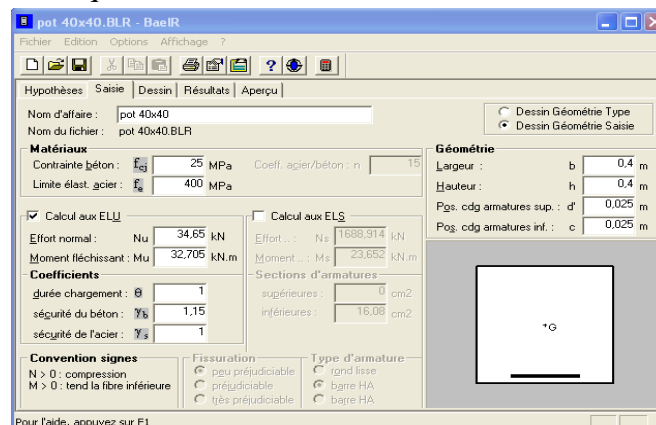 pot 40x40.BLR - BaelR
Fichier Edition Options Affichage ?
Hypothèses Saisie Dessin Résultats Aperçu
Nom d'affaire : pot 40x40
Nom du fichier : pot 40x40.BLR
Dessin Géométrie Type
Dessin Géométrie Saisie
Matériaux
Contrainte béton : fcj 25 MPa Coeff. acier/béton : n 15
Limite élast. acier : fe 400 MPa
Géométrie
Largeur : b 0,4 m
Hauteur : h 0,4 m
Pos. cdg armatures sup. : d' 0,025 m
Pos. cdg armatures inf. : c 0,025 m
Calcul aux ELU
Effort normal : Nu 34,65 kN
Moment fléchissant : Mu 32,705 kN.m
Calcul aux ELS
Effort .. : Ns 1688,914 kN
Moment .. : Ms 23,652 kN.m
Coefficients
durée chargement : θ 1
sécurité du béton : γb 1,15
sécurité de l'acier : γs 1
Sections d'armatures
supérieures : 0 cm2
inférieures : 16,08 cm2
+G
Convention signes
N > 0 : compression
M > 0 : tend la fibre inférieure
Fissuration
peu préjudiciable
préjudiciable
très préjudiciable
Type d'armature
rond lisse
barre HA
barre HA
Pour l'aide, appuyez sur F1